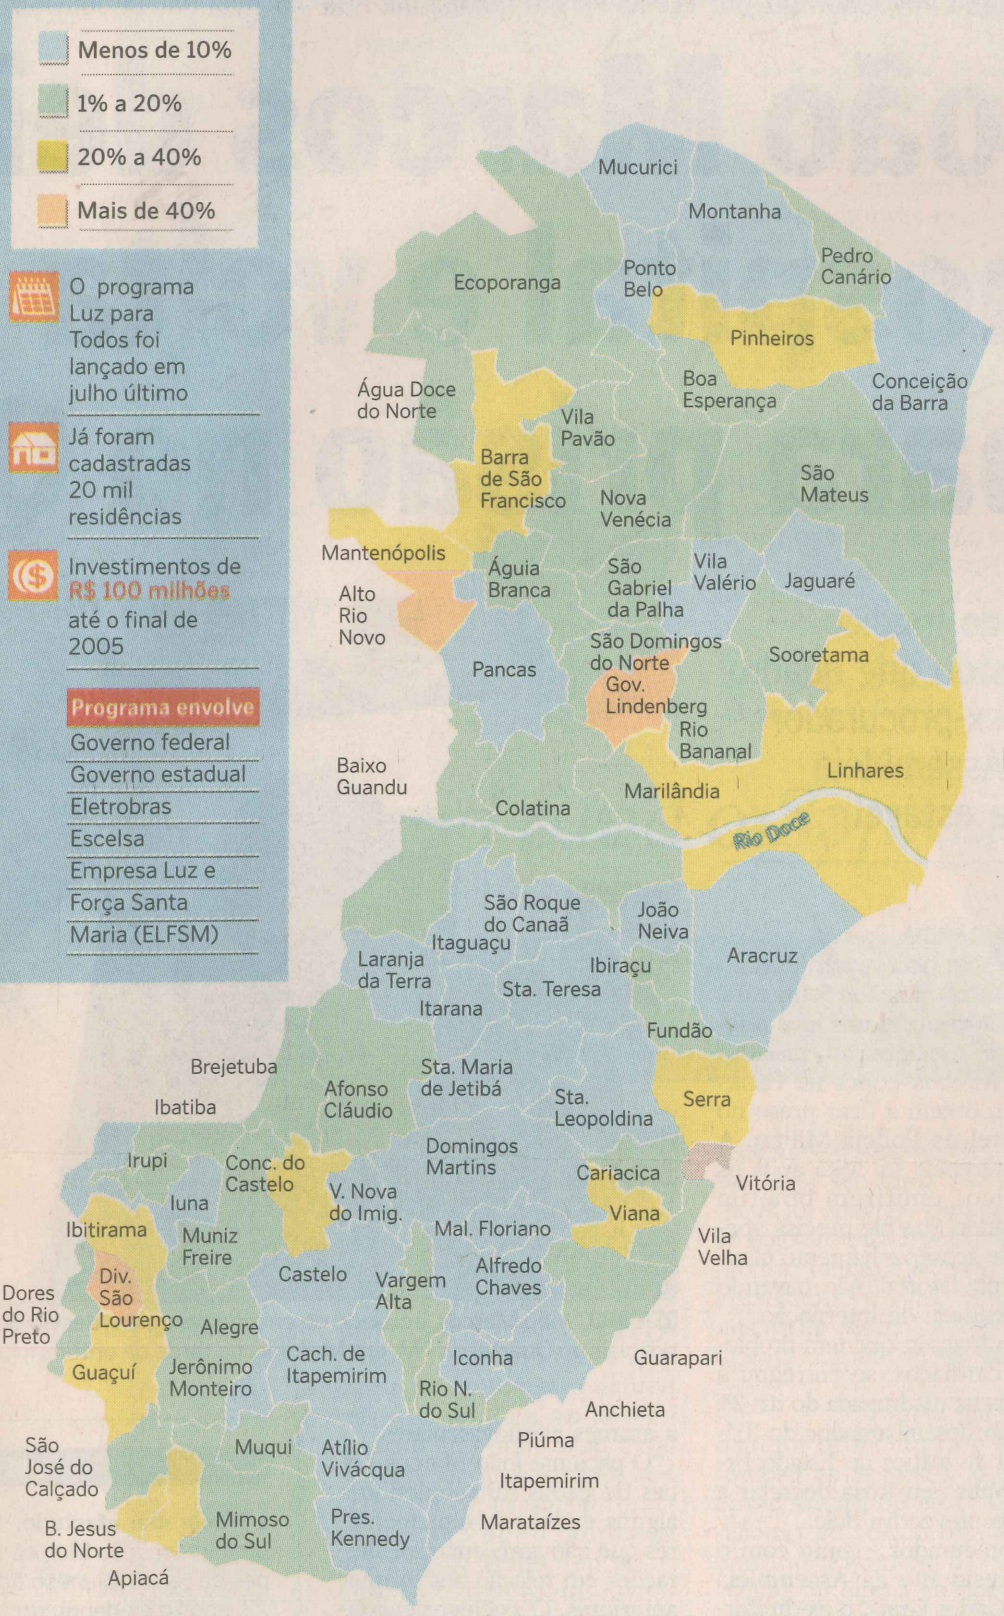 Menos de 10%
1% a 20%
20% a 40%
Mais de 40%
O programa
Luz para
Todos foi
lançado em
julho último
Já foram
cadastradas
20 mil
residências
$
Investimentos de
R$ 100 milhões
até o final de
2005
Programa envolve
Governo federal
Governo estadual
Eletrobras
Escelsa
Empresa Luz e
Força Santa
Maria (ELFSM)
Mucurici
Montanha
Pedro
Canário
Ecoporanga
Ponto
Belo
Pinheiros
Água Doce
do Norte
Boa
Esperança
Conceição
da Barra
Vila
Pavão
Barra
de São
Francisco
São
Mateus
Nova
Venécia
Mantenópolis
Águia
Branca
São
Gabriel
da Palha
Vila
Valério
Jaguaré
Alto
Rio
Novo
São Domingos
do Norte
Sooretama
Pancas
Gov.
Lindenberg
Rio
Bananal
Baixo
Guandu
Colatina
Marilândia
Linhares
Rio Doce
São Roque
do Canaã
João
Neiva
Itaguaçu
Laranja
da Terra
Ibiraçu
Aracruz
Itarana
Sta. Teresa
Fundão
Brejetuba
Afonso
Cláudio
Sta. Maria
de Jetibá
Sta.
Leopoldina
Serra
Ibatiba
Irupi
Conc. do
Castelo
Domingos
Martins
Cariacica
Vitória
Iuna
V. Nova
do Imig.
Viana
Ibitirama
Muniz
Freire
Mal. Floriano
Vila
Velha
Castelo
Vargem
Alta
Alfredo
Chaves
Dores
do Rio
Preto
Div.
São
Lourenço
Alegre
Guaçuí
Jerônimo
Monteiro
Cach. de
Itapemirim
Iconha
Guarapari
Rio N.
do Sul
Anchieta
São
José do
Calçado
Muqui
Atílio
Vivácqua
Piúma
Itapemirim
B. Jesus
do Norte
Mimoso
do Sul
Pres.
Kennedy
Marataízes
Apiacá